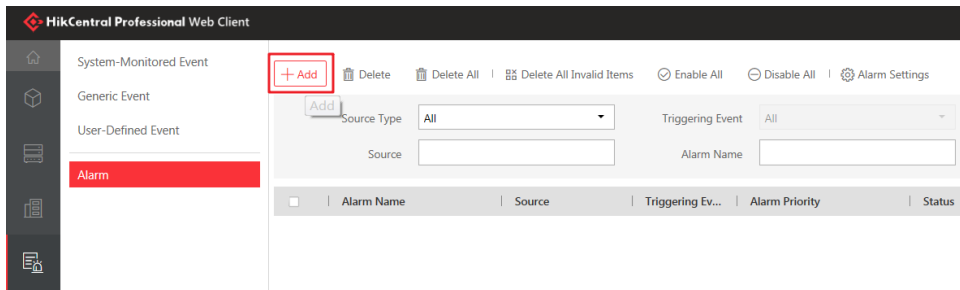 HikCentral Professional Web Client
System-Monitored Event
Generic Event
User-Defined Event
Alarm
Add Delete Delete All Delete All Invalid Items Enable All Disable All Alarm Settings
Add
Source Type All Triggering Event All
Source Alarm Name
Alarm Name Source Triggering Ev... Alarm Priority Status